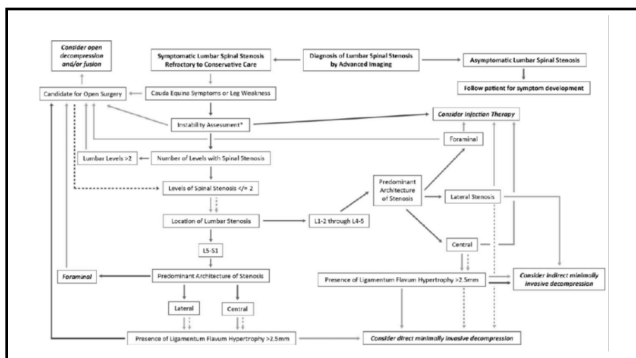 Consider open
decompression
and/or fusion
Symptomatic Lumbar Spinal Stenosis
Refractory to Conservative Care
Diagnosis of Lumbar Spinal Stenosis
by Advanced Imaging
Asymptomatic Lumbar Spinal Stenosis
Follow patient for symptom development
Candidate for Open Surgery
Cauda Equine Symptoms or Leg Weakness
Instability Assessment*
Consider Injection Therapy
Foraminal
Lumbar Levels >2
Number of Levels with Spinal Stenosis
Levels of Spinal Stenosis </= 2
Predominant
Architecture
of Stenosis
Lateral Stenosis
Location of Lumbar Stenosis
L1-2 through L4-5
Central
L5-S1
Foraminal
Predominant Architecture of Stenosis
Presence of Ligamentum Flavum Hypertrophy >2.5mm
Consider indirect minimally
invasive decompression
Lateral
Central
Presence of Ligamentum Flavum Hypertrophy >2.5mm
Consider direct minimally invasive decompression